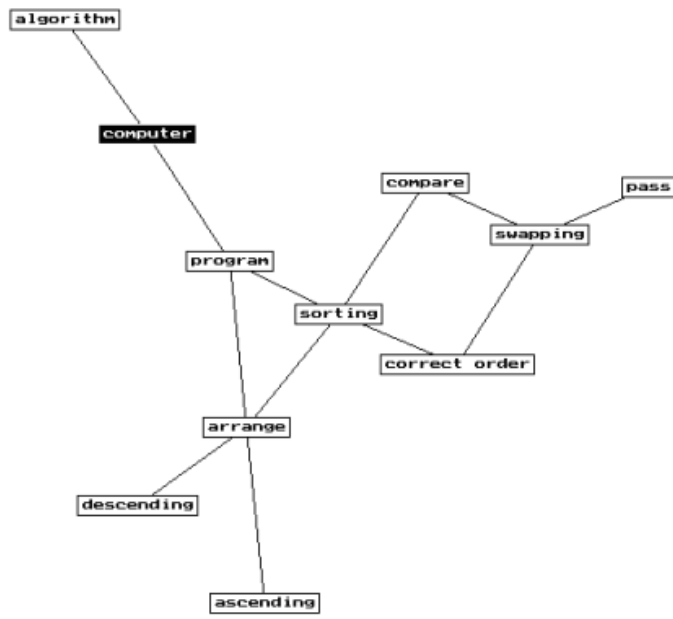 algorithm
computer
compare
pass
swapping
program
sorting
correct order
arrange
descending
ascending